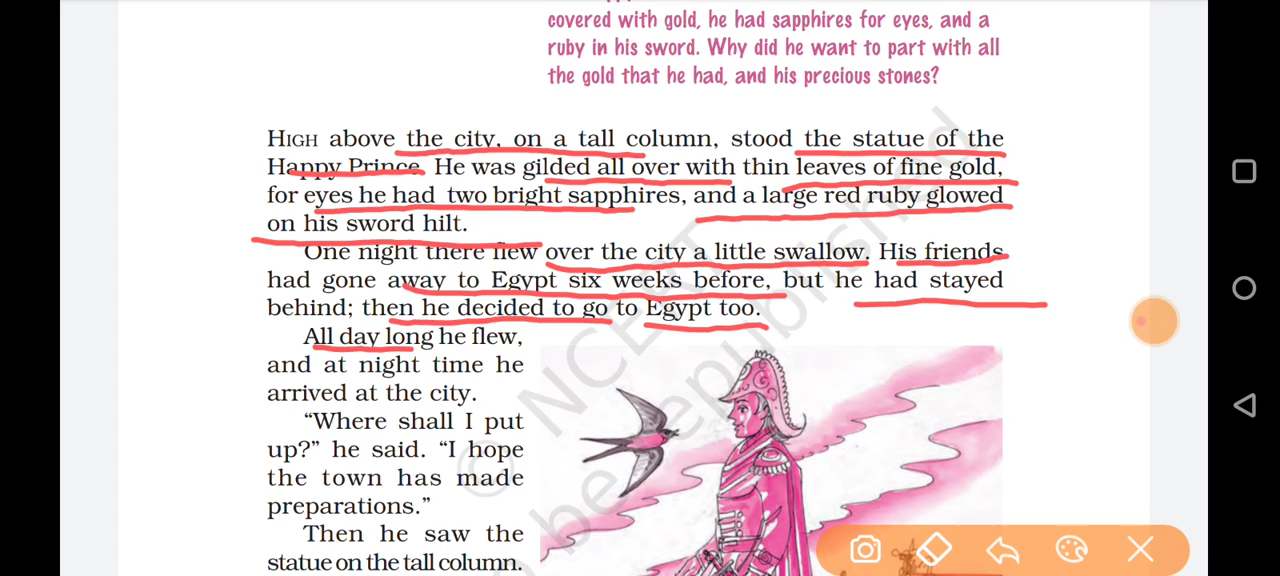 covered with gold, he had sapphires for eyes, and a
ruby in his sword. Why did he want to part with all
the gold that he had, and his precious stones?
HIGH above the city, on a tall column, stood the statue of the
Happy Prince. He was gilded all over with thin leaves of fine gold,
for eyes he had two bright sapphires, and a large red ruby glowed
on his sword hilt.
One night there flew over the city a little swallow. His friends
had gone away to Egypt six weeks before, but he had stayed
behind; then he decided to go to Egypt too.
All day long he flew,
and at night time he
arrived at the city.
“Where shall I put
up?” he said. “I hope
the town has made
preparations.”
Then he saw the
statue on the tall column.
© NCERT
be republished